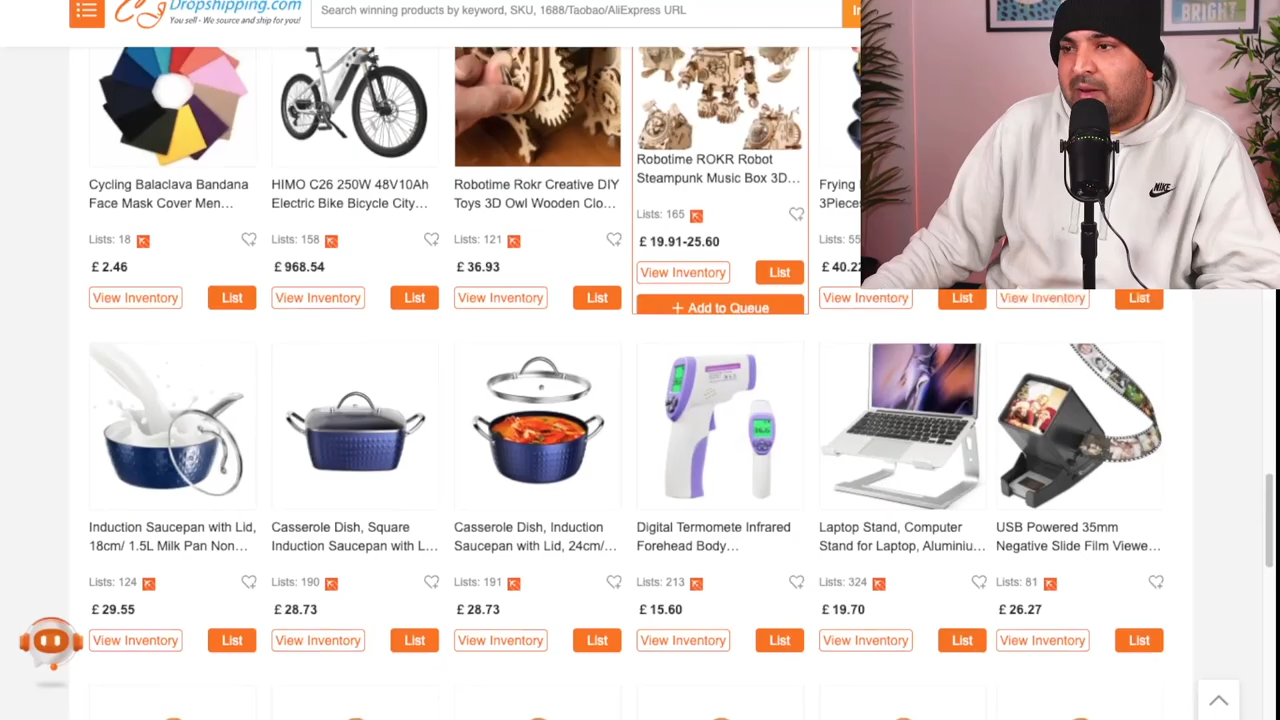 CJ Dropshipping.com
You sell - We source and ship for you!
Search winning products by keyword, SKU, 1688/Taobao/AliExpress URL
BRIGHT
Cycling Balaclava Bandana
Face Mask Cover Men...
Lists: 18
£ 2.46
View Inventory
List
HIMO C26 250W 48V10Ah
Electric Bike Bicycle City...
Lists: 158
£ 968.54
View Inventory
List
Robotime Rokr Creative DIY
Toys 3D Owl Wooden Clo...
Lists: 121
£ 36.93
View Inventory
List
Robotime ROKR Robot
Steampunk Music Box 3D...
Lists: 165
£ 19.91-25.60
View Inventory
List
+ Add to Queue
Frying
3Pieces
Lists: 55
£ 40.22
View Inventory
List
View Inventory
List
Induction Saucepan with Lid,
18cm/ 1.5L Milk Pan Non...
Lists: 124
£ 29.55
View Inventory
List
Casserole Dish, Square
Induction Saucepan with L...
Lists: 190
£ 28.73
View Inventory
List
Casserole Dish, Induction
Saucepan with Lid, 24cm/...
Lists: 191
£ 28.73
View Inventory
List
Digital Termomete Infrared
Forehead Body...
Lists: 213
£ 15.60
View Inventory
List
Laptop Stand, Computer
Stand for Laptop, Aluminiu...
Lists: 324
£ 19.70
View Inventory
List
USB Powered 35mm
Negative Slide Film Viewe...
Lists: 81
£ 26.27
View Inventory
List